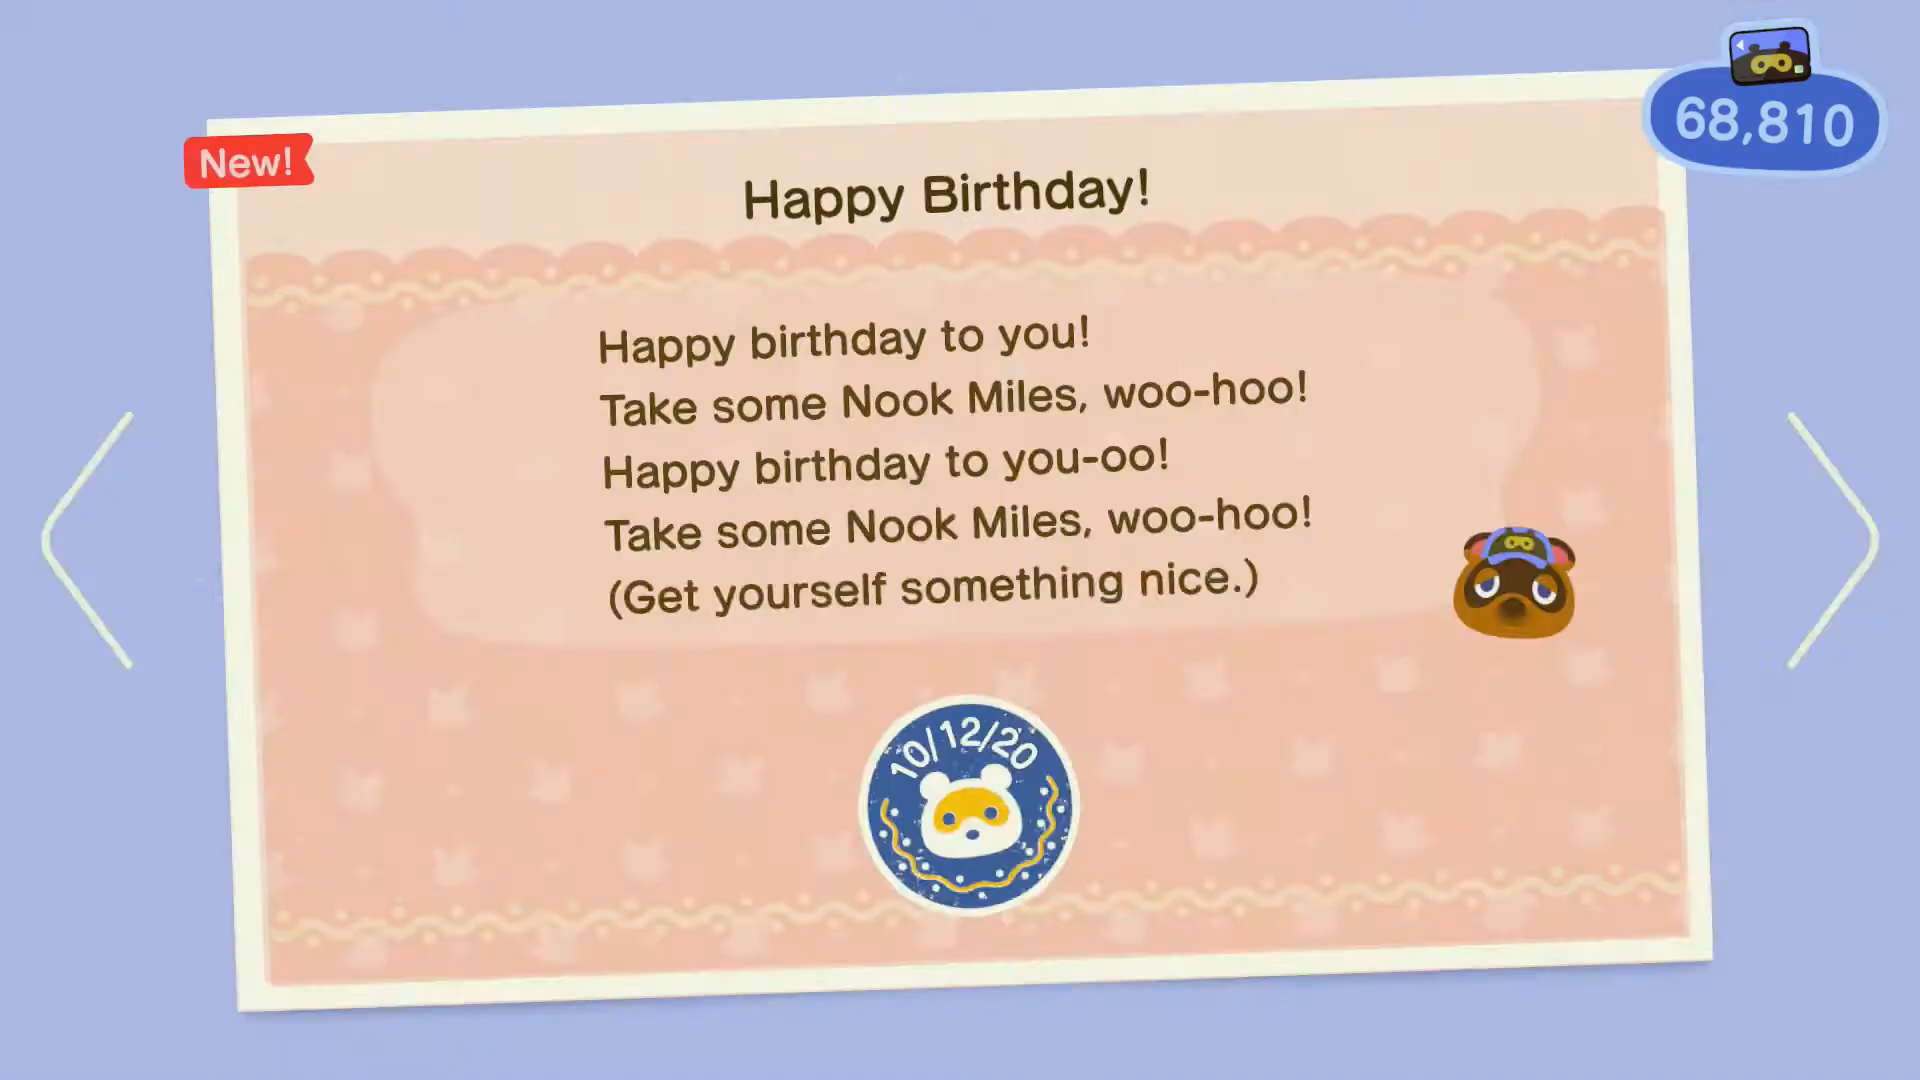 68,810
New!
Happy Birthday!
Happy birthday to you!
Take some Nook Miles, woo-hoo!
Happy birthday to you-oo!
Take some Nook Miles, woo-hoo!
(Get yourself something nice.)
10/12/20